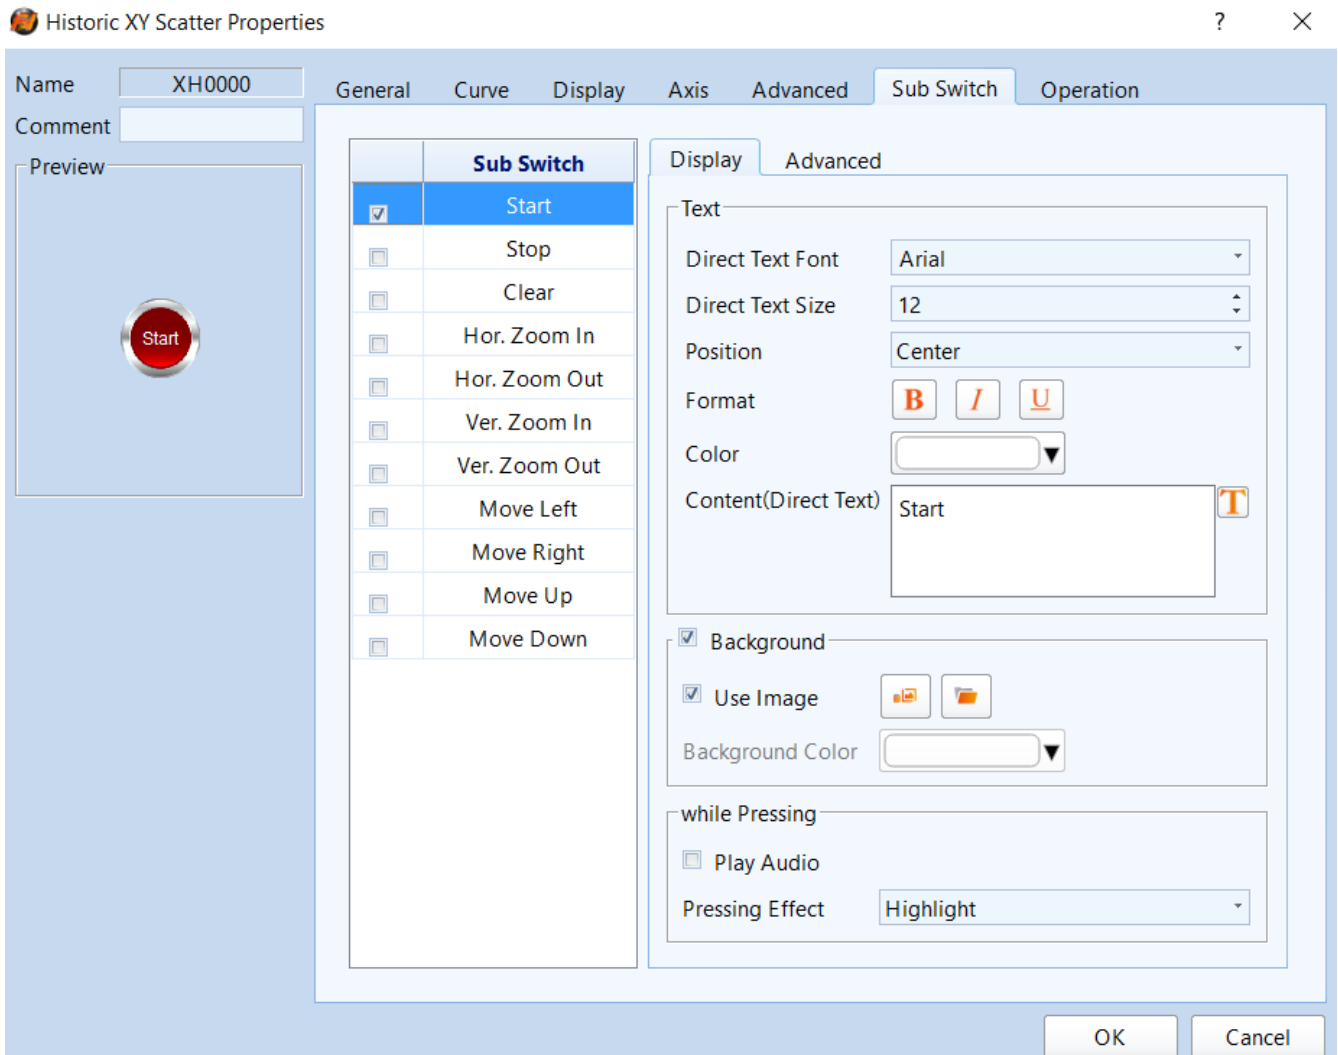 Historic XY Scatter Properties
?
Name XH0000
Comment
Preview
Start
General Curve Display Axis Advanced Sub Switch Operation
Sub Switch
Start
Stop
Clear
Hor. Zoom In
Hor. Zoom Out
Ver. Zoom In
Ver. Zoom Out
Move Left
Move Right
Move Up
Move Down
Display Advanced
Text
Direct Text Font Arial
Direct Text Size 12
Position Center
Format B I U
Color
Content(Direct Text) Start T
Background
Use Image
Background Color
while Pressing
Play Audio
Pressing Effect Highlight
OK Cancel